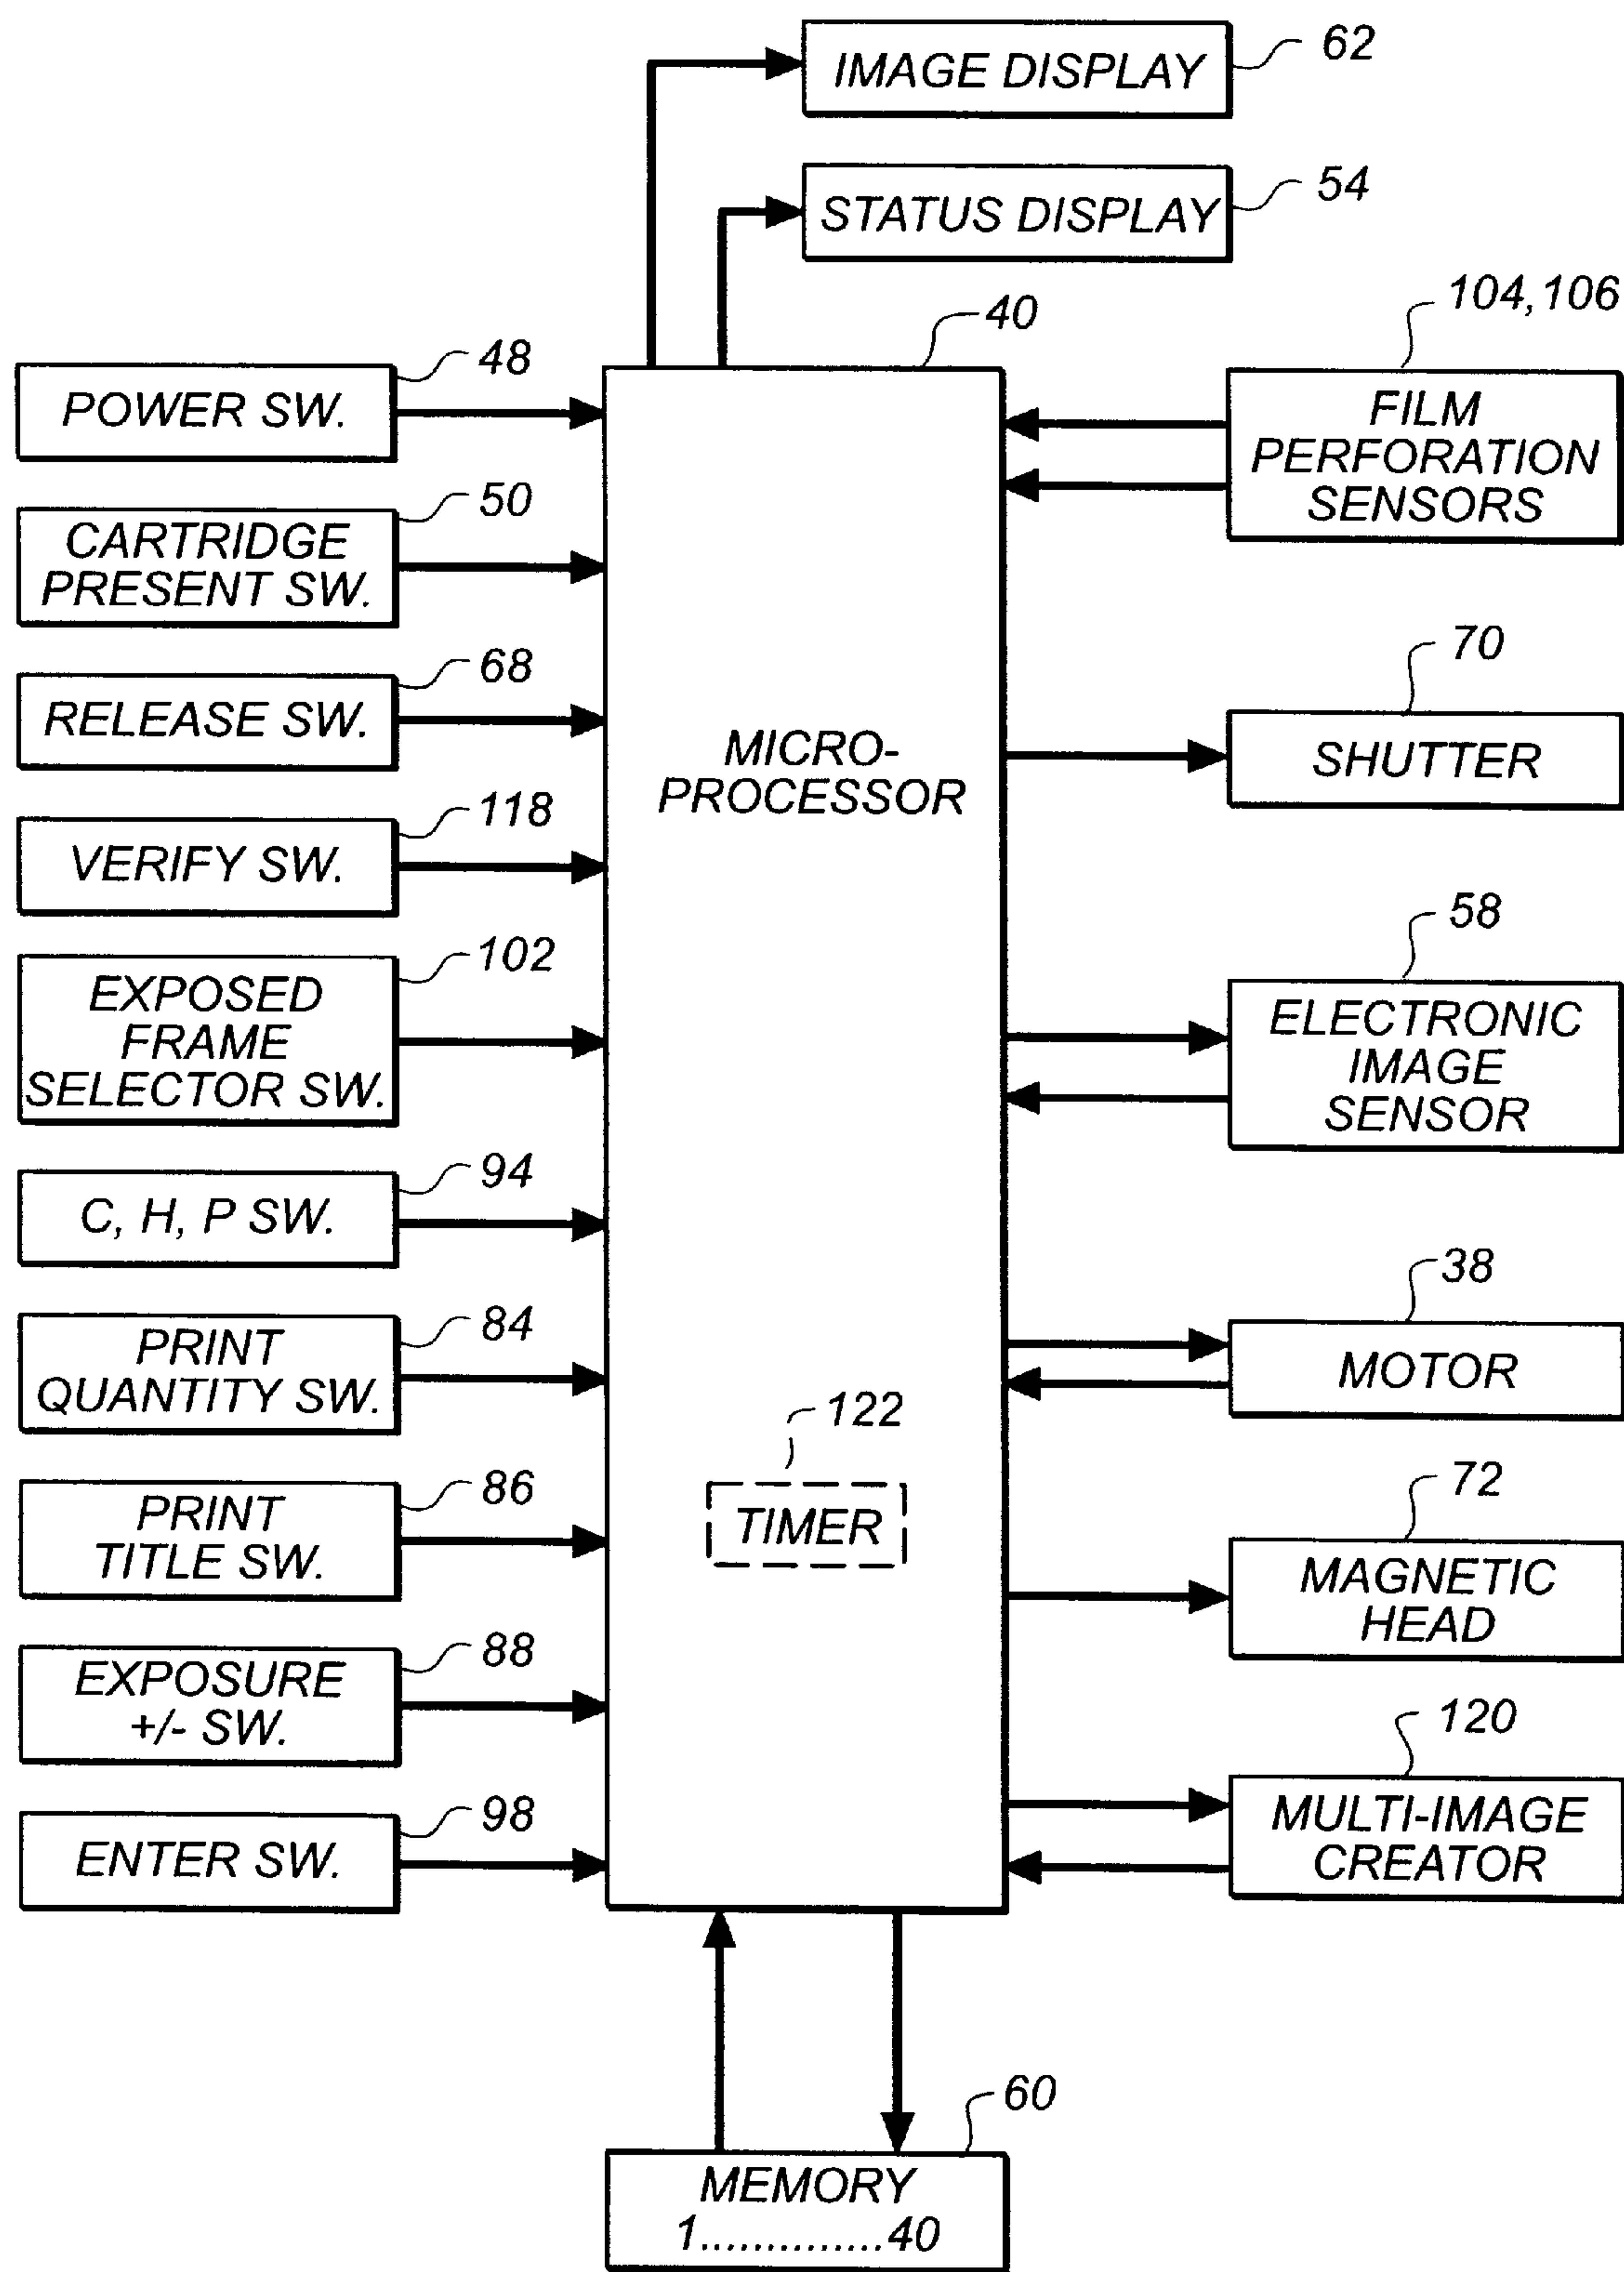 IMAGE DISPLAY
62
STATUS DISPLAY
54
40
104,106
48
POWER SW.
FILM
PERFORATION
SENSORS
50
CARTRIDGE
PRESENT SW.
68
RELEASE SW.
70
SHUTTER
MICRO-
PROCESSOR
118
VERIFY SW.
58
ELECTRONIC
IMAGE
SENSOR
102
EXPOSED
FRAME
SELECTOR SW.
94
C, H, P SW.
38
MOTOR
84
PRINT
QUANTITY SW.
122
TIMER
72
MAGNETIC
HEAD
86
PRINT
TITLE SW.
88
EXPOSURE
+/- SW.
120
MULTI-IMAGE
CREATOR
98
ENTER SW.
60
MEMORY
1..............40